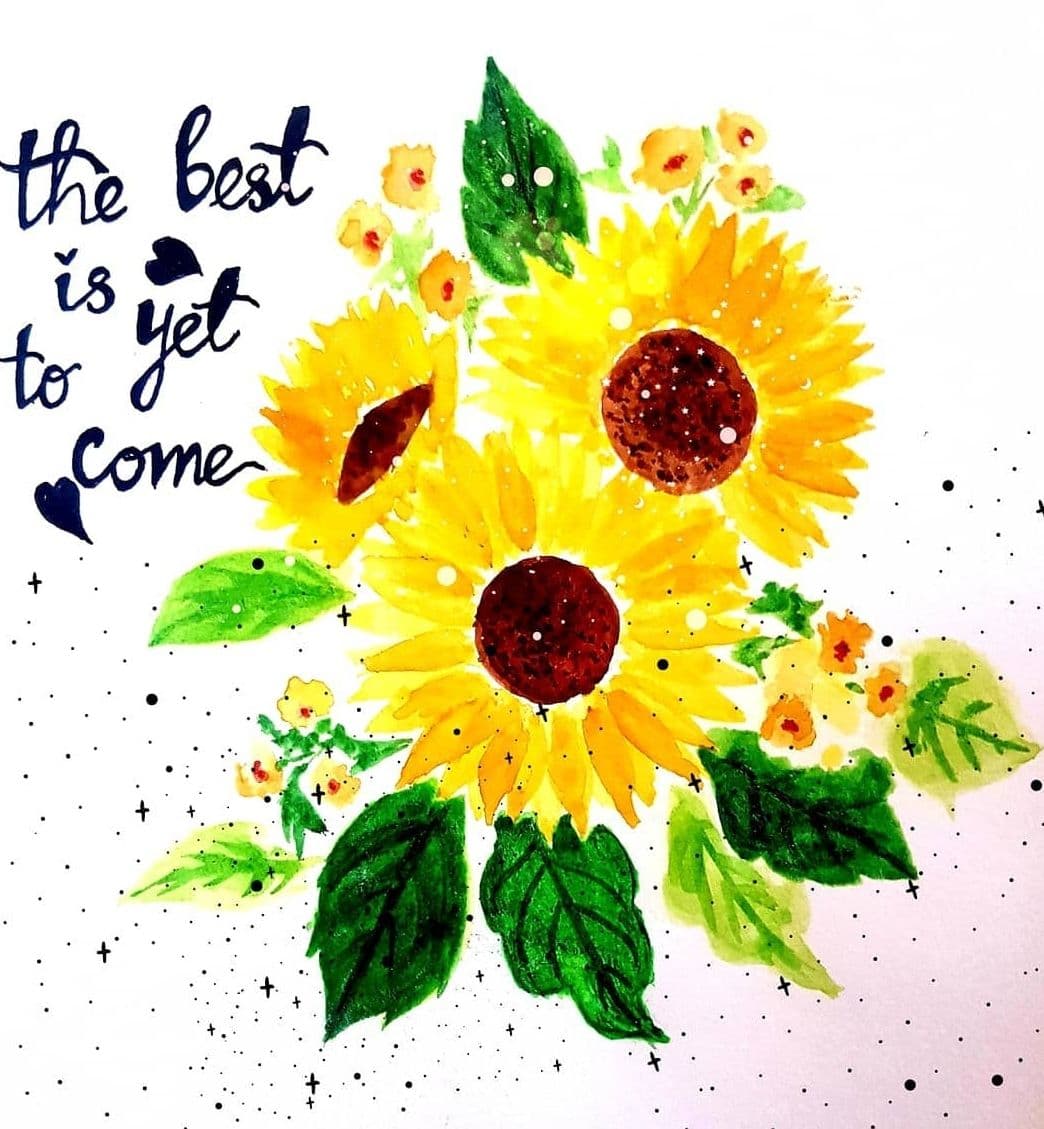 the best
is yet
to
come